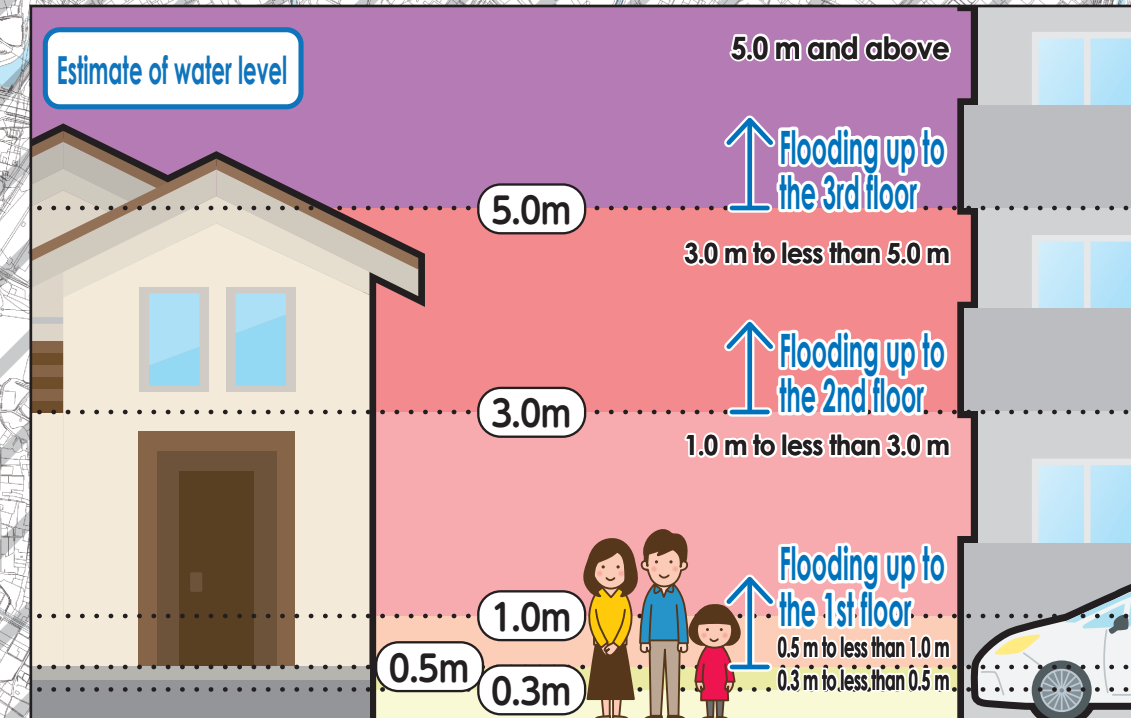 Estimate of water level
5.0 m and above
Flooding up to
the 3rd floor
5.0m
3.0 m to less than 5.0 m
Flooding up to
the 2nd floor
3.0m
1.0 m to less than 3.0 m
Flooding up to
the 1st floor
1.0m
0.5 m to less than 1.0 m
0.5m
0.3 m to less than 0.5 m
0.3m